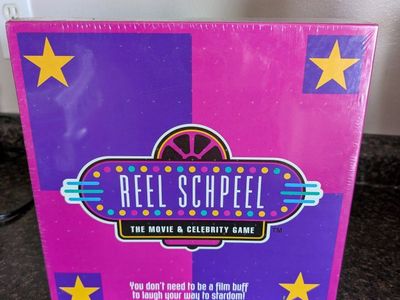 REEL SCHPEEL
THE MOVIE & CELEBRITY GAME
TM
You don't need to be a film buff
to laugh your way to stardom!